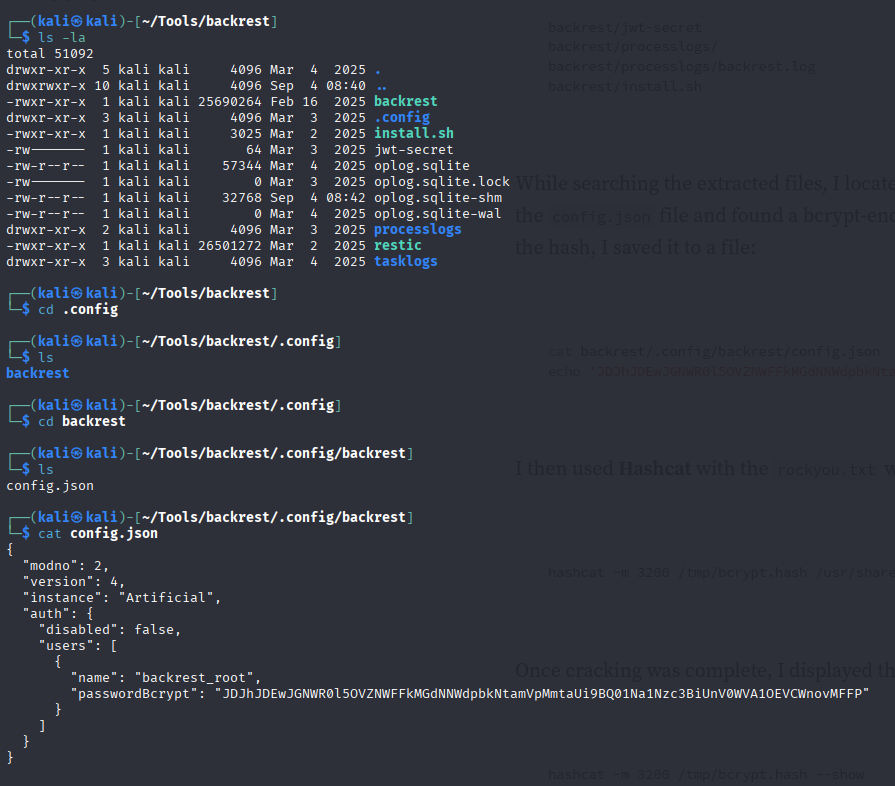 ┌──(kali㉿kali)-[~/Tools/backrest]
└─$ ls -la
total 51092
drwxr-xr-x  5 kali kali     4096 Mar  4  2025 .
drwxrwxr-x 10 kali kali     4096 Sep  4 08:40 ..
-rwxr-xr-x  1 kali kali 25690264 Feb 16  2025 backrest
drwxr-xr-x  3 kali kali     4096 Mar  3  2025 .config
-rwxr-xr-x  1 kali kali     3025 Mar  2  2025 install.sh
-rw-------  1 kali kali       64 Mar  3  2025 jwt-secret
-rw-r--r--  1 kali kali    57344 Mar  4  2025 oplog.sqlite
-rw-------  1 kali kali        0 Mar  3  2025 oplog.sqlite.lock
-rw-r--r--  1 kali kali    32768 Sep  4 08:42 oplog.sqlite-shm
-rw-r--r--  1 kali kali        0 Mar  4  2025 oplog.sqlite-wal
drwxr-xr-x  2 kali kali     4096 Mar  3  2025 processlogs
-rwxr-xr-x  1 kali kali 26501272 Mar  2  2025 restic
drwxr-xr-x  3 kali kali     4096 Mar  4  2025 tasklogs
┌──(kali㉿kali)-[~/Tools/backrest]
└─$ cd .config
┌──(kali㉿kali)-[~/Tools/backrest/.config]
└─$ ls
backrest
┌──(kali㉿kali)-[~/Tools/backrest/.config]
└─$ cd backrest
┌──(kali㉿kali)-[~/Tools/backrest/.config/backrest]
└─$ ls
config.json
┌──(kali㉿kali)-[~/Tools/backrest/.config/backrest]
└─$ cat config.json
{
  "modno": 2,
  "version": 4,
  "instance": "Artificial",
  "auth": {
    "disabled": false,
    "users": [
      {
        "name": "backrest_root",
        "passwordBcrypt": "JDJhJDEwJGNWR0l5OVZNWFFkMGdNNWdpbkNtamVpMmtaUi9BQ01Na1Nzc3BiUnV0WVA1OEVCWnovMFFP"
      }
    ]
  }
}
backrest/jwt-secret
backrest/processlogs/
backrest/processlogs/backrest.log
backrest/install.sh
While searching the extracted files, I locate
the config.json file and found a bcrypt-enc
the hash, I saved it to a file:
cat backrest/.config/backrest/config.json
echo
I then used Hashcat with the rockyou.txt w
hashcat -m 3200 /tmp/bcrypt.hash /usr/share
Once cracking was complete, I displayed th
hashcat -m 3200 /tmp/bcrypt.hash --show